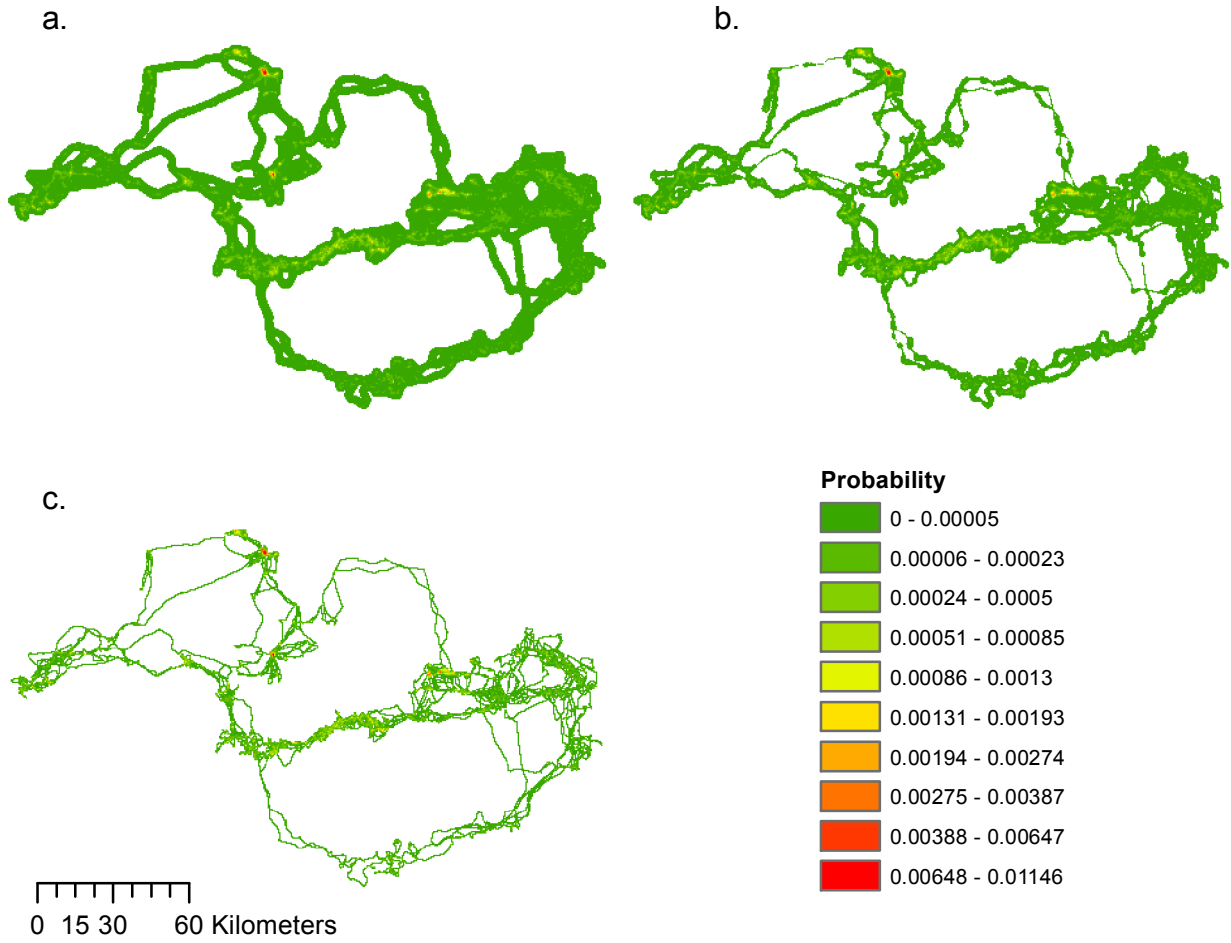 a.
b.
c.
Probability
0 - 0.00005
0.00006 - 0.00023
0.00024 - 0.0005
0.00051 - 0.00085
0.00086 - 0.0013
0.00131 - 0.00193
0.00194 - 0.00274
0.00275 - 0.00387
0.00388 - 0.00647
0.00648 - 0.01146
0 15 30 60 Kilometers